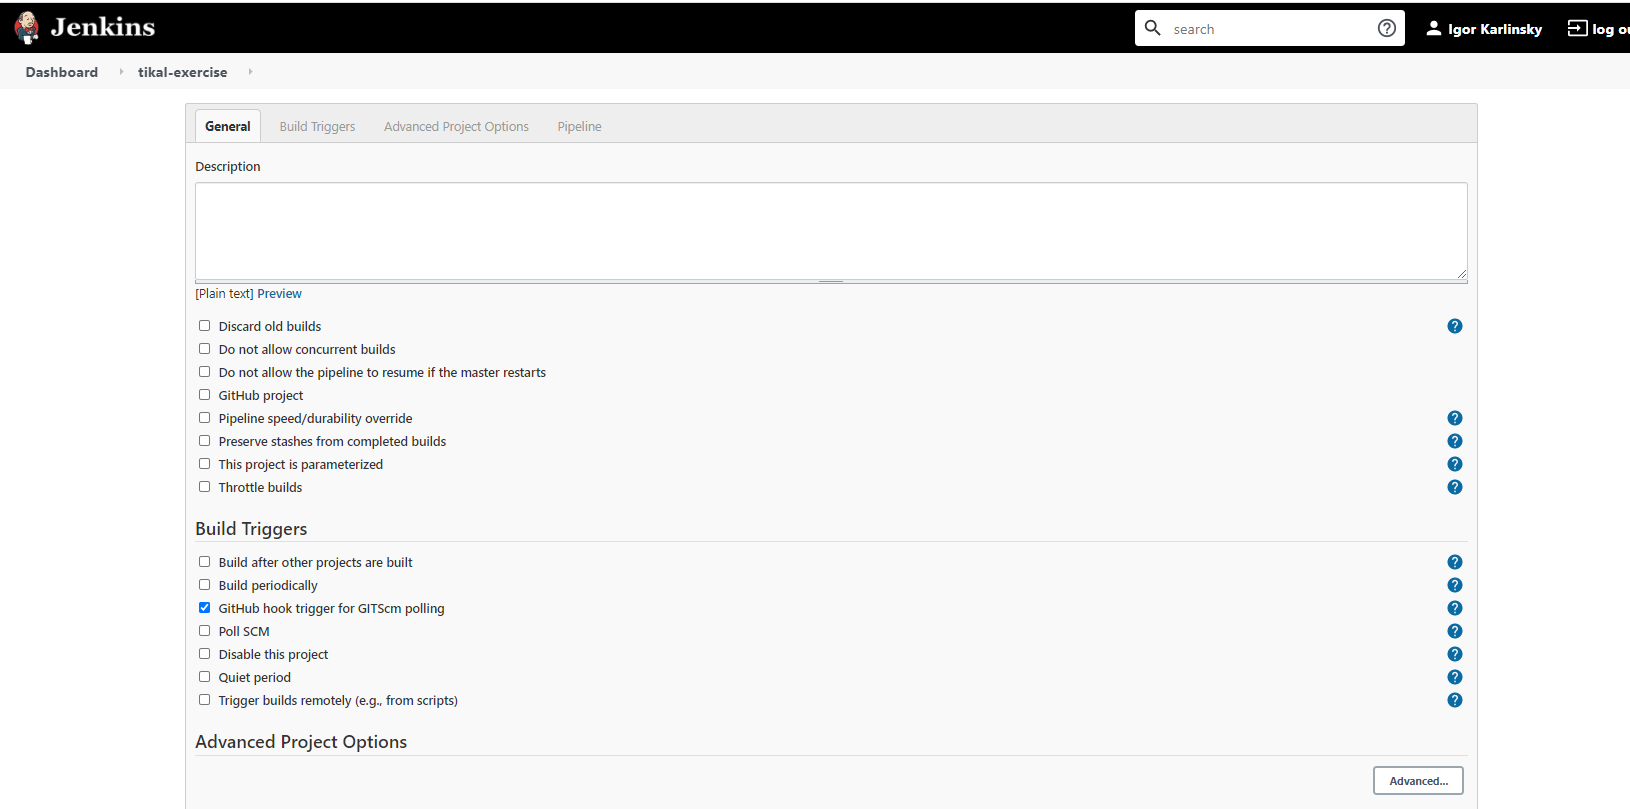 Jenkins
search
Igor Karlinsky
log
Dashboard
tikal-exercise
General
Build Triggers
Advanced Project Options
Pipeline
Description
[Plain text] Preview
Discard old builds
Do not allow concurrent builds
Do not allow the pipeline to resume if the master restarts
GitHub project
Pipeline speed/durability override
Preserve stashes from completed builds
This project is parameterized
Throttle builds
Build Triggers
Build after other projects are built
Build periodically
GitHub hook trigger for GITScm polling
Poll SCM
Disable this project
Quiet period
Trigger builds remotely (e.g., from scripts)
Advanced Project Options
Advanced...